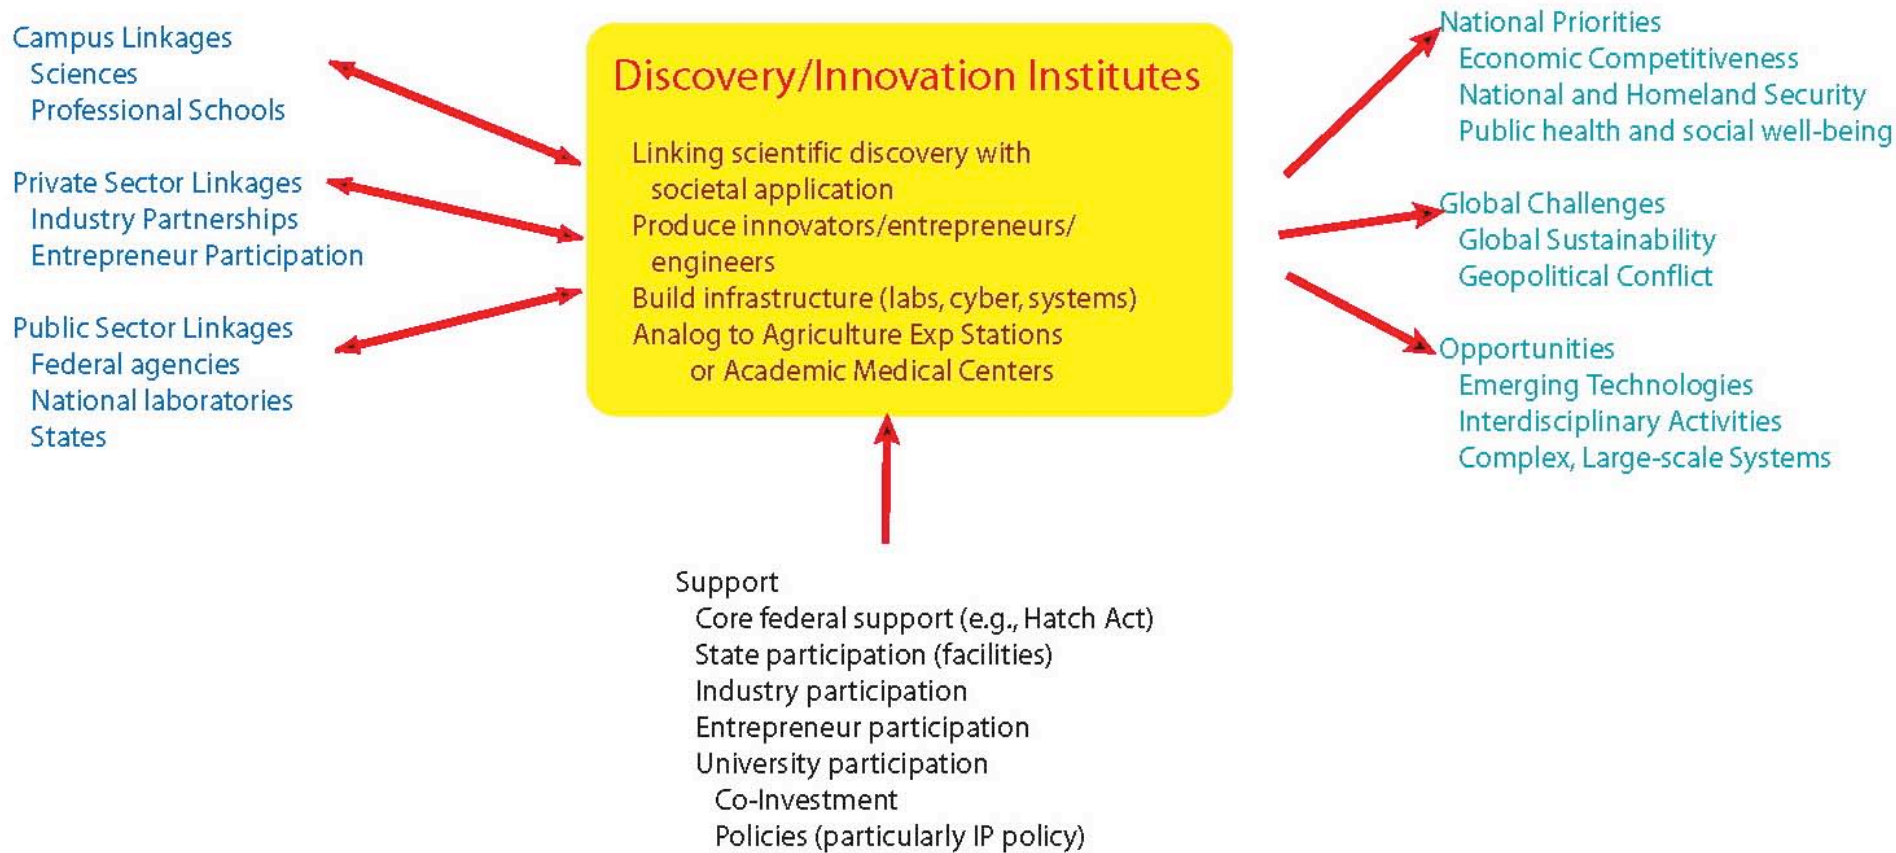 Campus Linkages
Sciences
Professional Schools
Private Sector Linkages
Industry Partnerships
Entrepreneur Participation
Public Sector Linkages
Federal agencies
National laboratories
States
Discovery/Innovation Institutes
Linking scientific discovery with
societal application
Produce innovators/entrepreneurs/
engineers
Build infrastructure (labs, cyber, systems)
Analog to Agriculture Exp Stations
or Academic Medical Centers
National Priorities
Economic Competitiveness
National and Homeland Security
Public health and social well-being
Global Challenges
Global Sustainability
Geopolitical Conflict
Opportunities
Emerging Technologies
Interdisciplinary Activities
Complex, Large-scale Systems
Support
Core federal support (e.g., Hatch Act)
State participation (facilities)
Industry participation
Entrepreneur participation
University participation
Co-Investment
Policies (particularly IP policy)